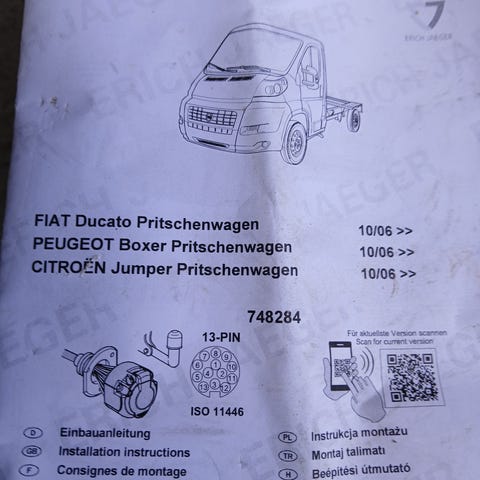 ERICH JAEGER
FIAT Ducato Pritschenwagen 10/06 >>
PEUGEOT Boxer Pritschenwagen 10/06 >>
CITROËN Jumper Pritschenwagen 10/06 >>
748284
13-PIN
ISO 11446
Für aktuellste Version scannen
Scan for current version
D Einbauanleitung
GB Installation instructions
F Consignes de montage
PL Instrukcja montażu
TR Montaj talimatı
H Beépítési útmutató